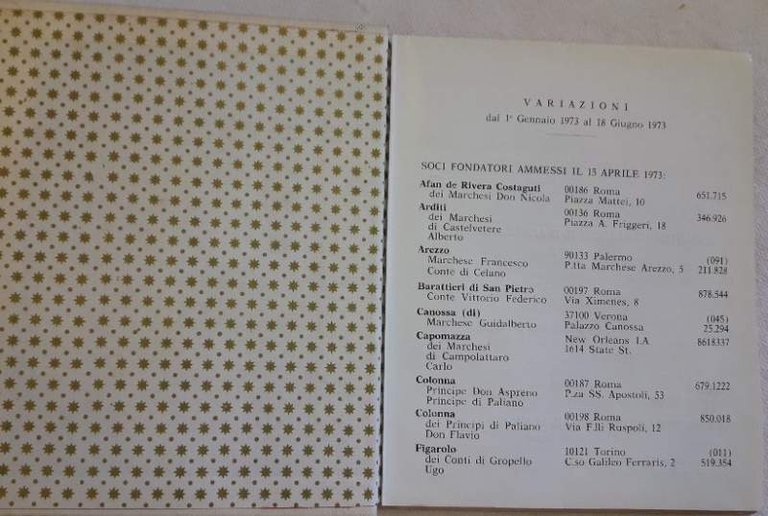 VARIAZIONI
dal 1° Gennaio 1973 al 18 Giugno 1973
SOCI FONDATORI AMMESSI IL 15 APRILE 1973:
Afan de Rivera Costaguti 00186 Roma 651.715
dei Marchesi Don Nicola Piazza Mattei, 10
Arditi 00136 Roma 346.926
dei Marchesi Piazza A. Friggeri, 18
di Castelvetere
Alberto
Arezzo 90133 Palermo (091)
Marchese Francesco P.tta Marchese Arezzo, 5 211.828
Conte di Celano
Barattieri di San Pietro 00197 Roma 878.544
Conte Vittorio Federico Via Ximenes, 8
Canossa (di) 37100 Verona (045)
Marchese Guidalberto Palazzo Canossa 25.294
Capomazza New Orleans LA 8618337
dei Marchesi 1614 State St.
di Campolattaro
Carlo
Colonna 00187 Roma 679.1222
Principe Don Aspreno P.za SS. Apostoli, 53
Principe di Paliano
Colonna 00198 Roma 850.018
dei Principi di Paliano Via F.lli Ruspoli, 12
Don Flavio
Figarolo 10121 Torino (011)
dei Conti di Gropello C.so Galileo Ferraris, 2 519.354
Ugo